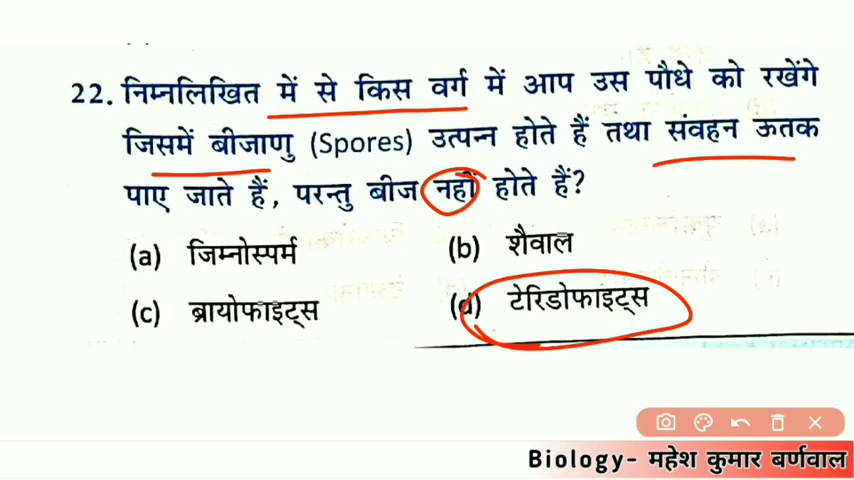 22. निम्नलिखित में से किस वर्ग में आप उस पौधे को रखेंगे
जिसमें बीजाणु (Spores) उत्पन्न होते हैं तथा संवहन ऊतक
पाए जाते हैं, परन्तु बीज नहीं होते हैं?
(a) जिम्नोस्पर्म (b) शैवाल
(c) ब्रायोफाइट्स (d) टेरिडोफाइट्स
Biology- महेश कुमार बर्णवाल